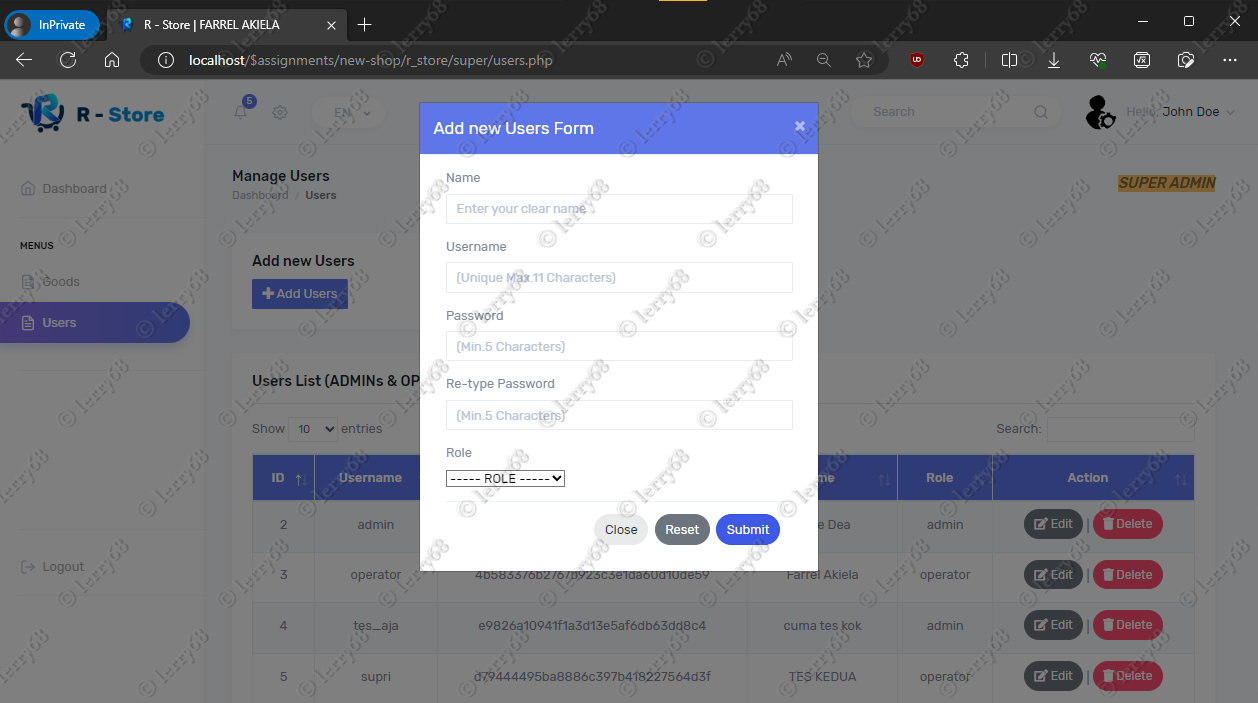 InPrivate
R - Store | FARREL AKIELA
localhost/$assignments/new-shop/r_store/super/users.php
R - Store
5
EN
Search
Hello, John Doe
Dashboard
MENUS
Goods
Users
Logout
Manage Users
Dashboard / Users
SUPER ADMIN
Add new Users
Add Users
Add new Users Form
×
Name
Enter your clear name
Username
(Unique Max.11 Characters)
Password
(Min.5 Characters)
Re-type Password
(Min.5 Characters)
Role
----- ROLE -----
Close Reset Submit
Users List (ADMINs & OP
Show 10 entries
Search:
ID Username me Role Action
2 admin e Dea admin Edit | Delete
3 operator Farrel Akiela operator Edit | Delete
4 tes_aja e9826a10941f1a3d13e5af6db63dd8c4 cuma tes kok admin Edit | Delete
5 supri d79444495ba8886c397b418227564d3f TES KEDUA operator Edit | Delete
© lerry68